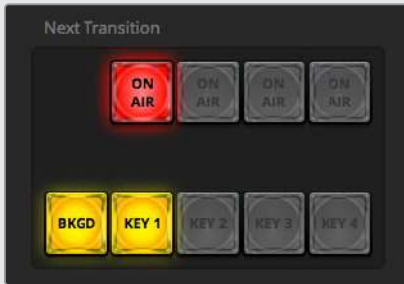 Next Transition
ON AIR
ON AIR
ON AIR
ON AIR
BKGD
KEY 1
KEY 2
KEY 3
KEY 4